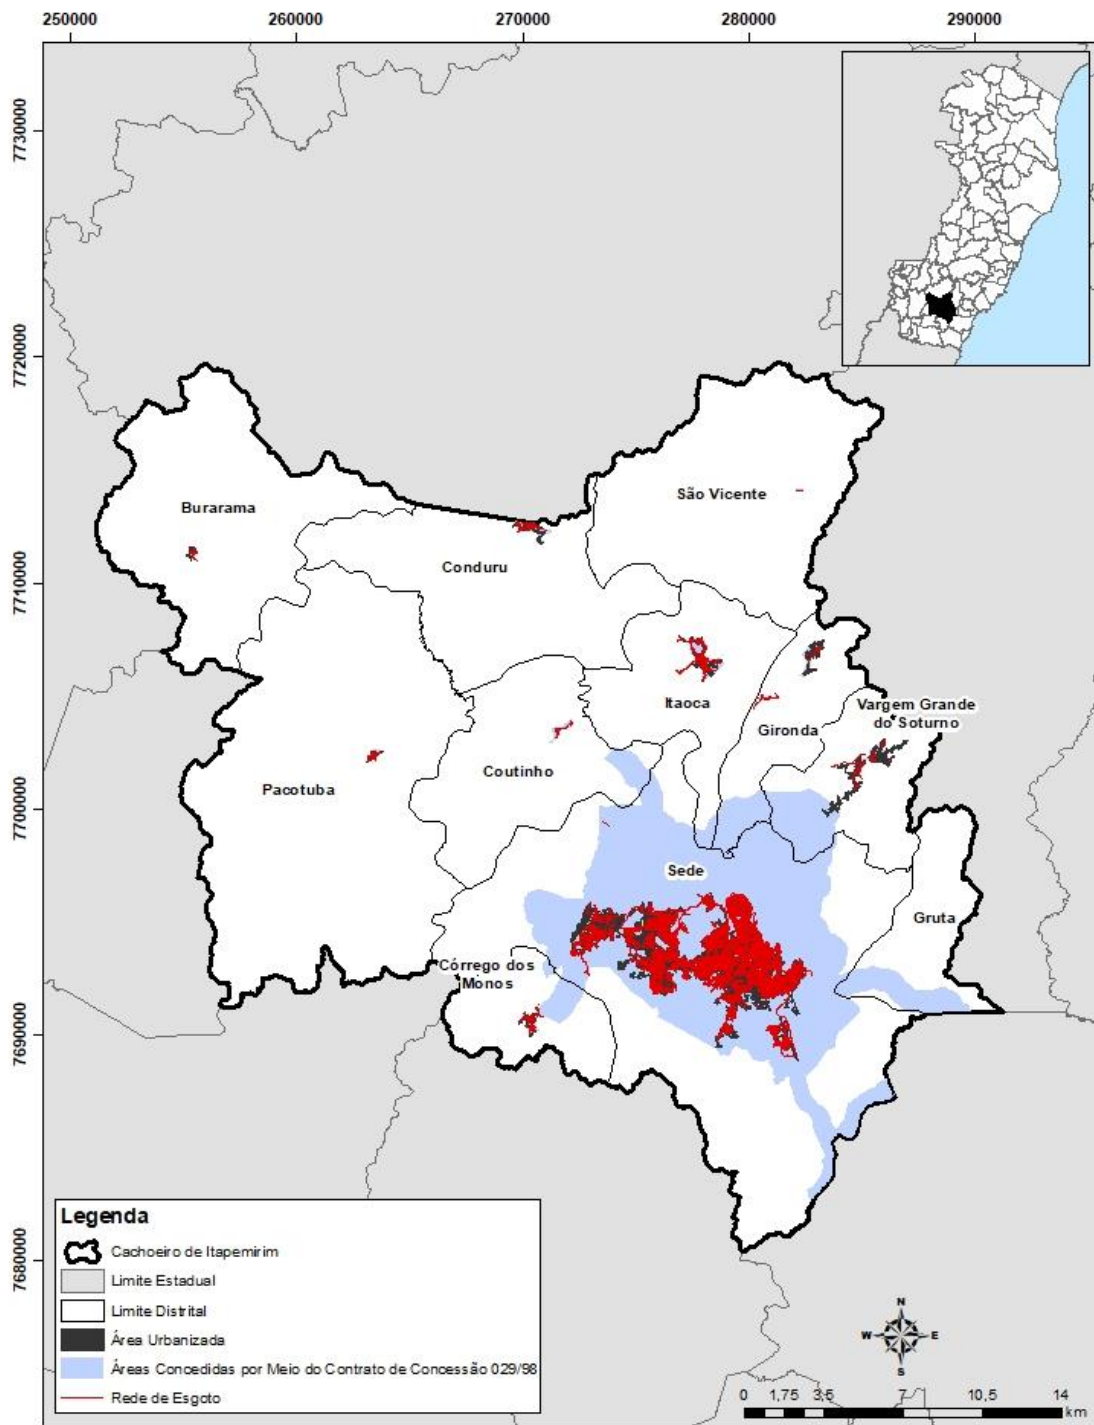 250000
260000
270000
280000
290000
7730000
7720000
7710000
7700000
7690000
7680000
São Vicente
Burarama
Conduru
Itaoca
Vargem Grande
do Soturno
Gironda
Coutinho
Pacotuba
Sede
Gruta
Córrego dos
Monos
Legenda
Cachoeiro de Itapemirim
Limite Estadual
Limite Distrital
Área Urbanizada
Áreas Concedidas por Meio do Contrato de Concessão 029/98
Rede de Esgoto
N
W
E
S
0 1,75 3,5 7 10,5 14
km